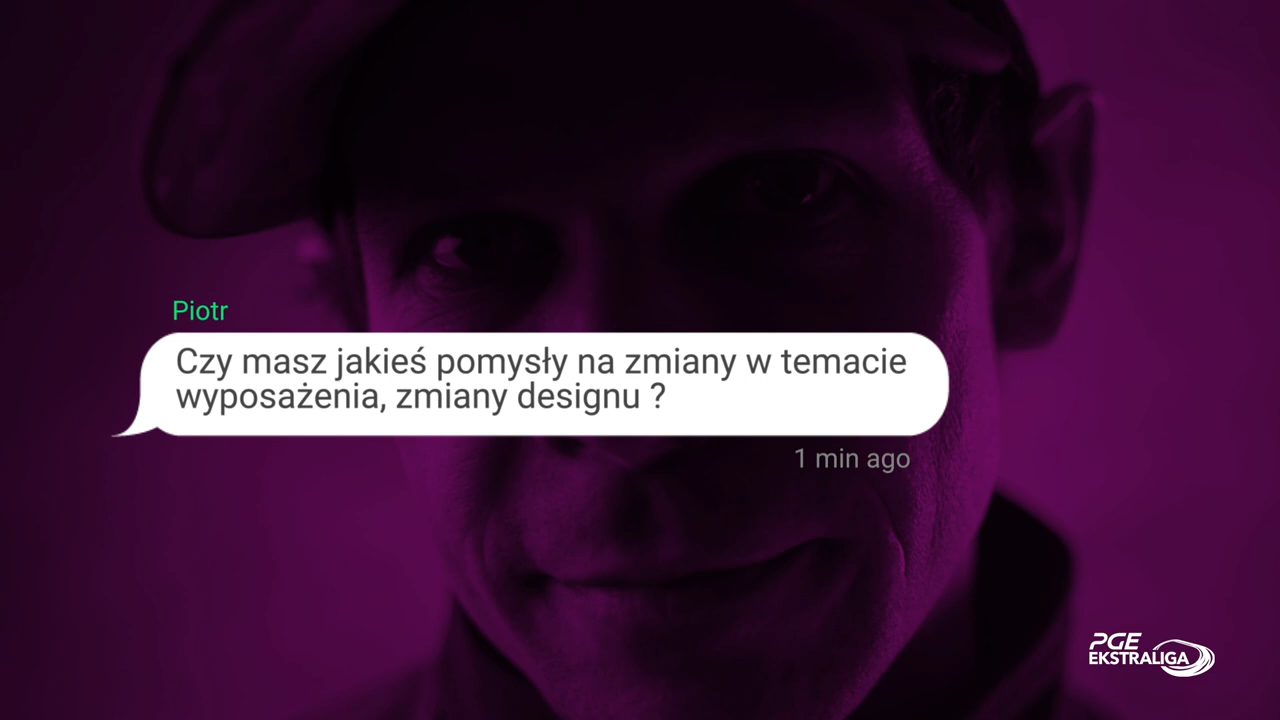 Piotr
Czy masz jakieś pomysły na zmiany w temacie
wyposażenia, zmiany designu ?
1 min ago
PGE
EKSTRALIGA